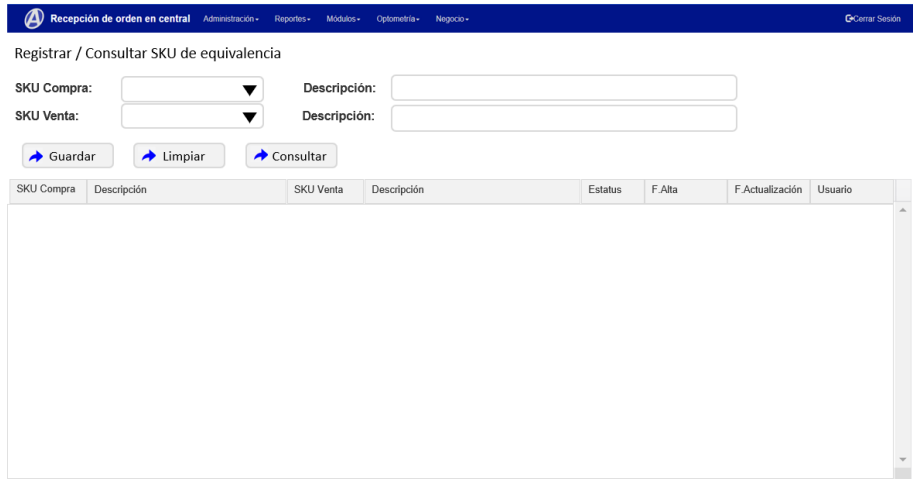 Recepción de orden en central Administración Reportes Módulos Optometría Negocio Cerrar Sesión
Registrar / Consultar SKU de equivalencia
SKU Compra: Descripción:
SKU Venta: Descripción:
Guardar Limpiar Consultar
SKU Compra Descripción SKU Venta Descripción Estatus F.Alta F.Actualización Usuario